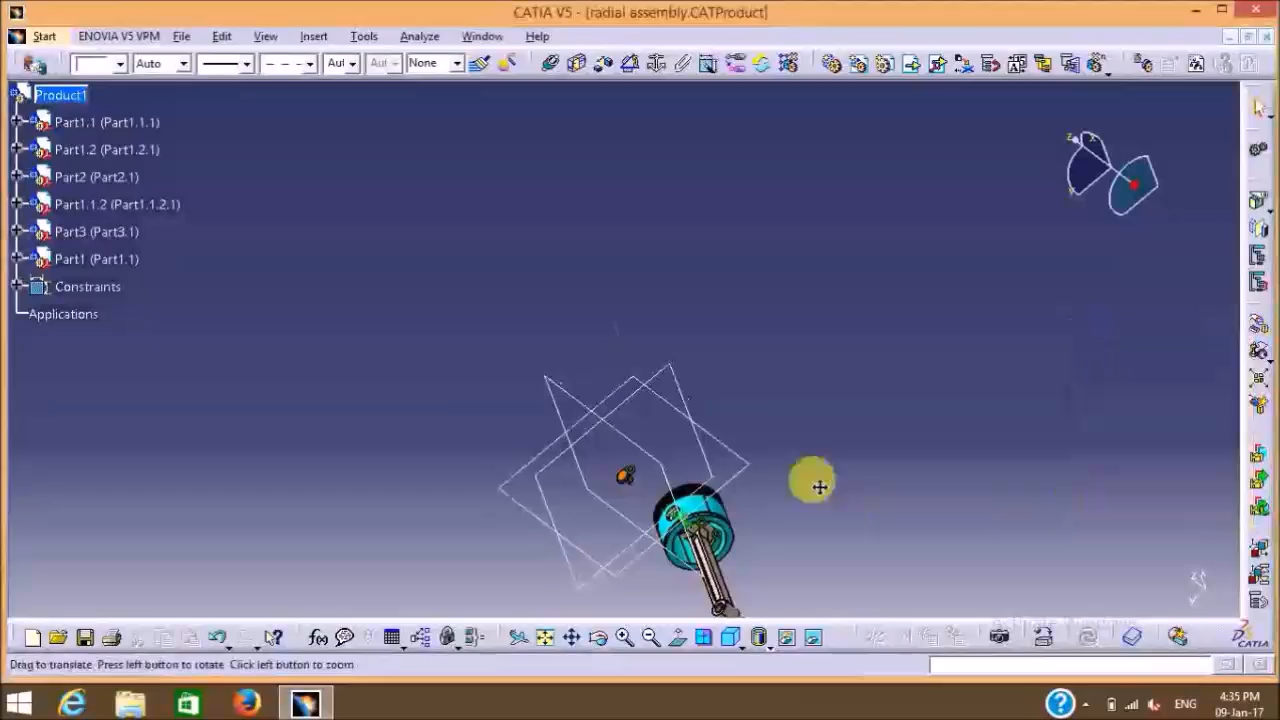 CATIA V5 - [radial assembly.CATProduct]
Start ENOVIA V5 VPM File Edit View Insert Tools Analyze Window Help
Auto Aut Aut None
Product1
Part1.1 (Part1.1.1)
Part1.2 (Part1.2.1)
Part2 (Part2.1)
Part1.1.2 (Part1.1.2.1)
Part3 (Part3.1)
Part1 (Part1.1)
Constraints
Applications
CATIA
Drag to translate. Press left button to rotate. Click left button to zoom
ENG
4:35 PM
09-Jan-17